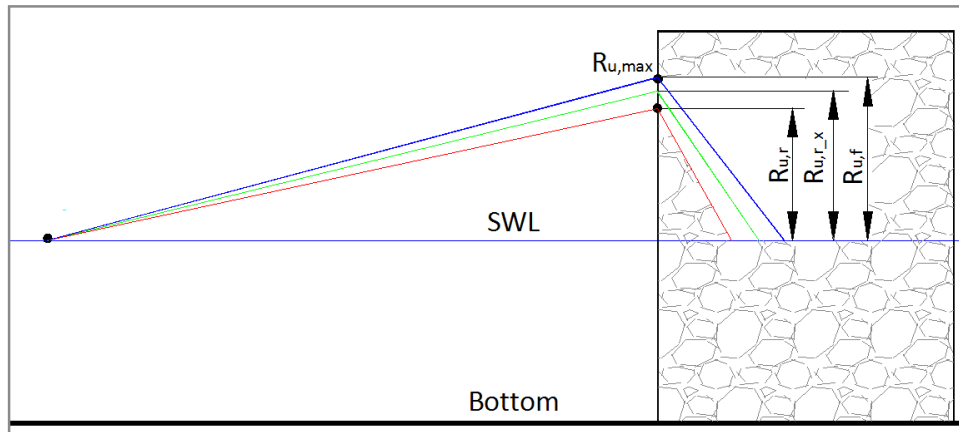 Ru,max
SWL
Ru,r
Ru,r_x
Ru,f
Bottom